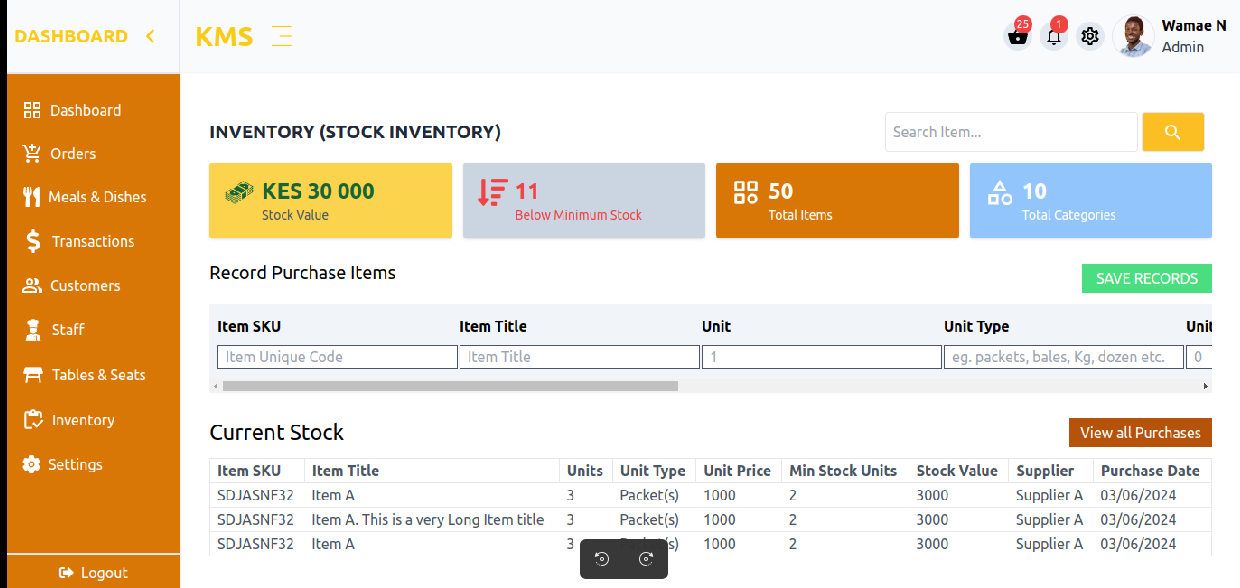 DASHBOARD
KMS
25
1
Wamae N
Admin
Dashboard
Orders
Meals & Dishes
Transactions
Customers
Staff
Tables & Seats
Inventory
Settings
Logout
INVENTORY (STOCK INVENTORY)
Search Item...
KES 30 000
Stock Value
11
Below Minimum Stock
50
Total Items
10
Total Categories
Record Purchase Items
SAVE RECORDS
Item SKU Item Title Unit Unit Type Unit
Item Unique Code Item Title 1 eg. packets, bales, Kg, dozen etc. 0
Current Stock
View all Purchases
Item SKU Item Title Units Unit Type Unit Price Min Stock Units Stock Value Supplier Purchase Date
SDJASNF32 Item A 3 Packet(s) 1000 2 3000 Supplier A 03/06/2024
SDJASNF32 Item A. This is a very Long Item title 3 Packet(s) 1000 2 3000 Supplier A 03/06/2024
SDJASNF32 Item A 3 Packet(s) 1000 2 3000 Supplier A 03/06/2024